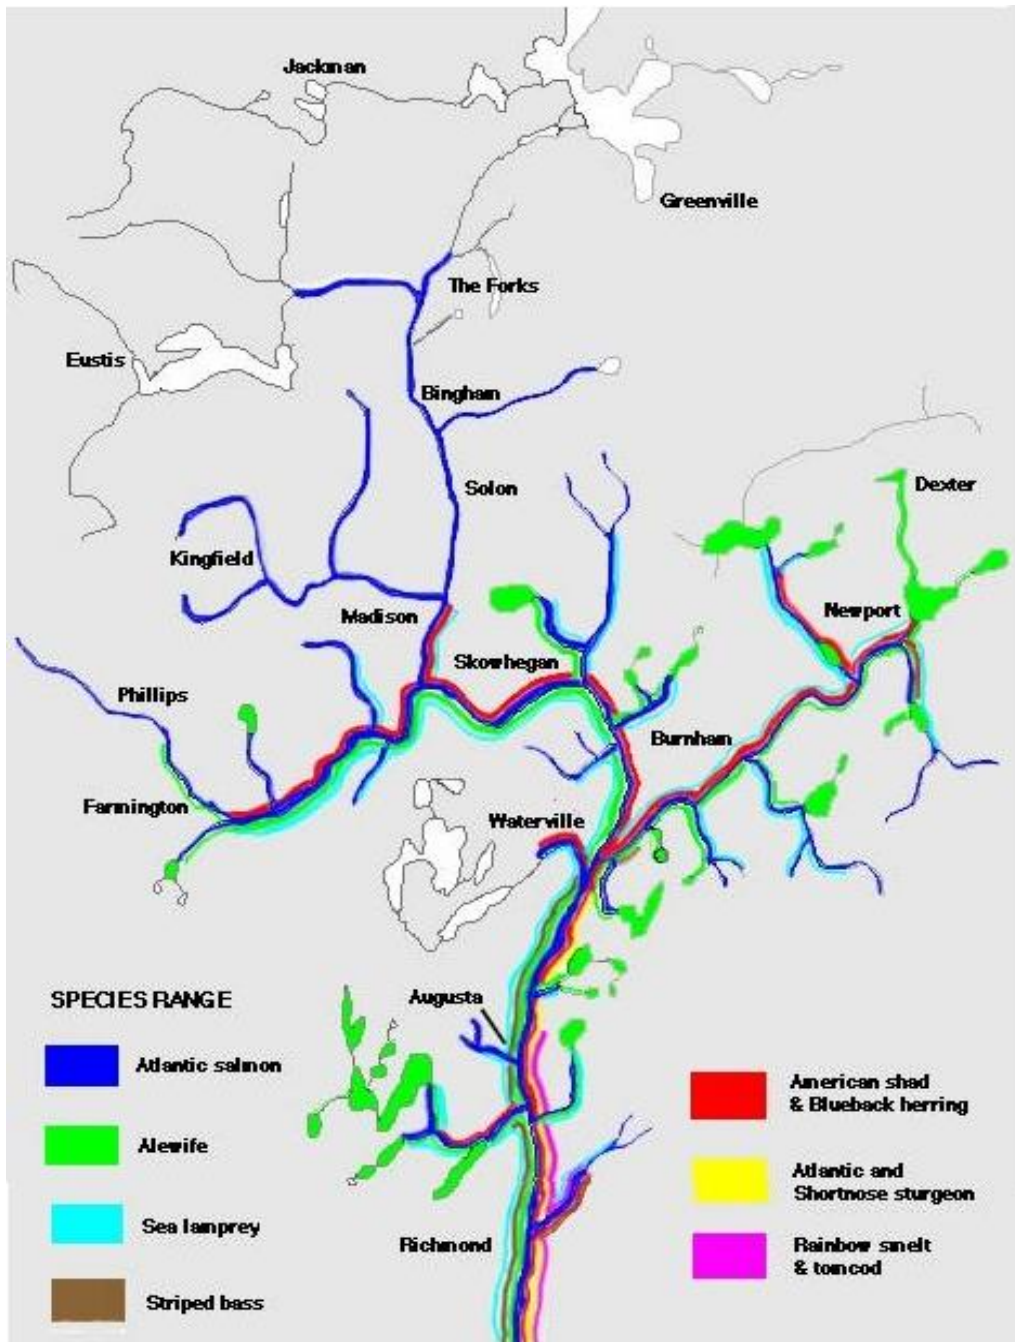 Jackman
Greenville
The Forks
Eustis
Bingham
Solon
Dexter
Kingfield
Madison
Newport
Skowhegan
Phillips
Burnham
Farmington
Waterville
Augusta
Richmond
SPECIES RANGE
Atlantic salmon
Alewife
Sea lamprey
Striped bass
American shad
& Blueback herring
Atlantic and
Shortnose sturgeon
Rainbow smelt
& tomcod